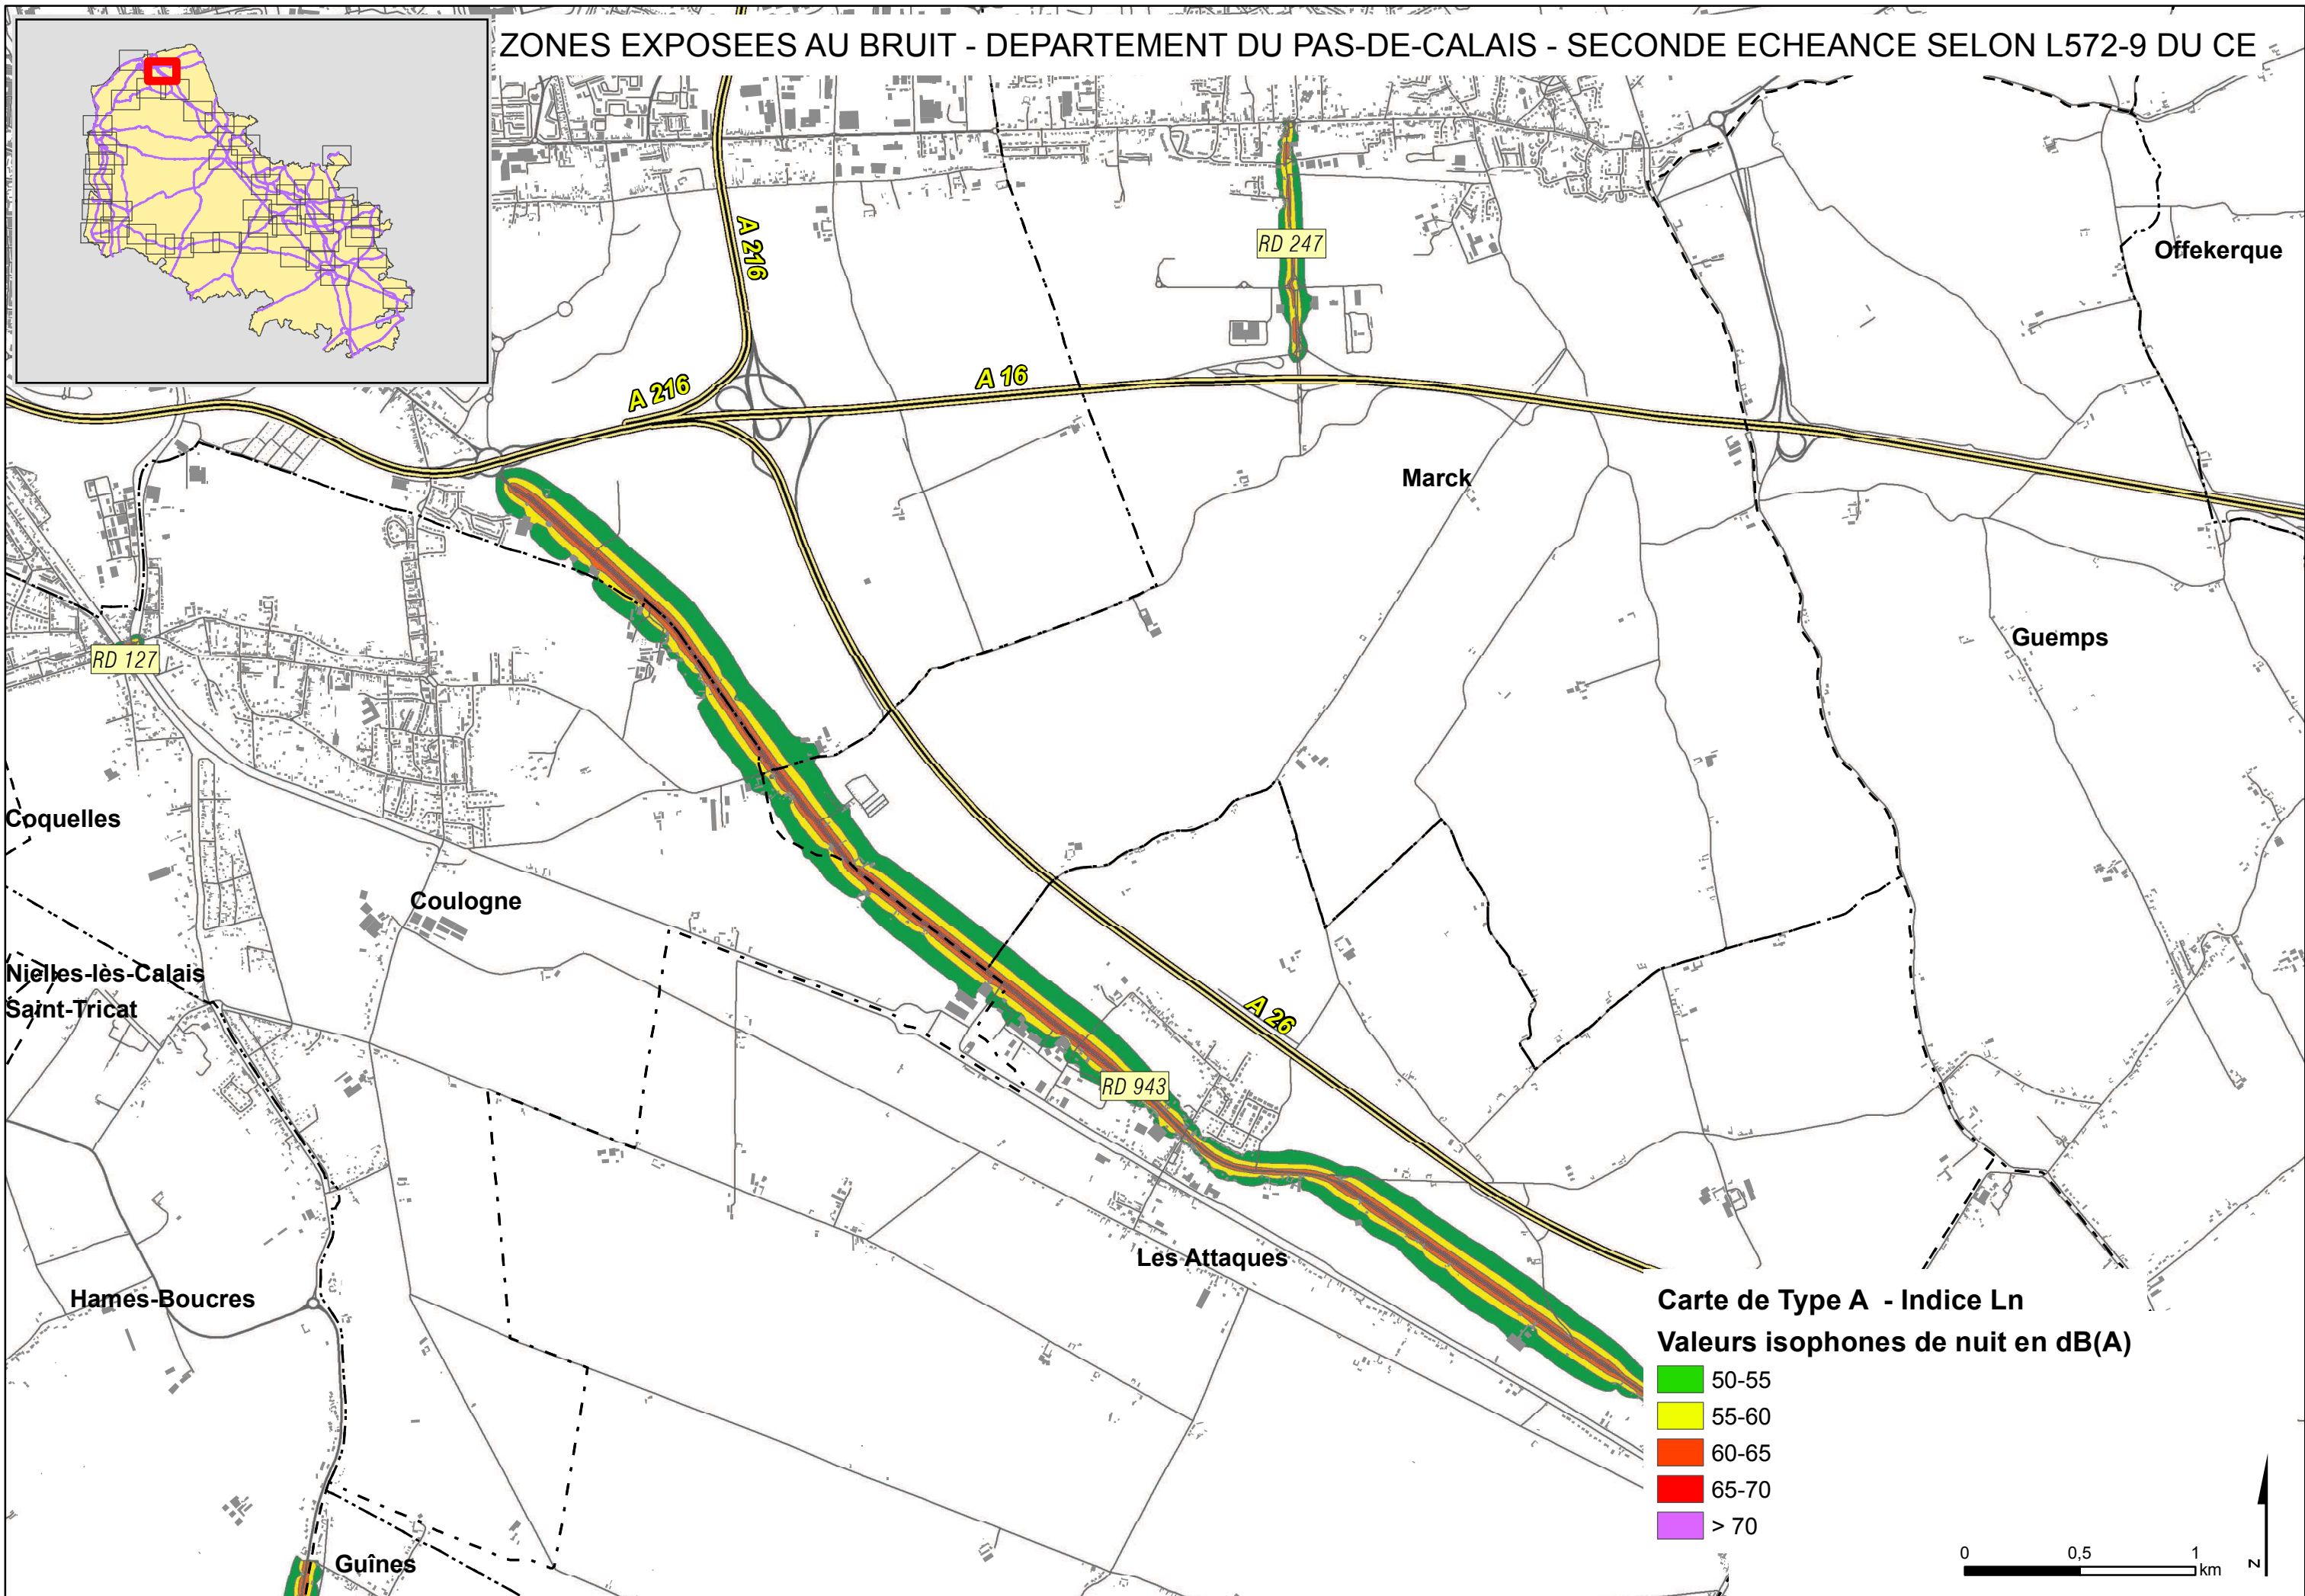 ZONES EXPOSEES AU BRUIT - DEPARTEMENT DU PAS-DE-CALAIS - SECONDE ECHEANCE SELON L572-9 DU CE
A 216
RD 247
Offekerque
A 216
A 16
Marck
Guemps
RD 127
Coquelles
Coulogne
Nielles-lès-Calais
Saint-Tricat
A 26
RD 943
Les Attaques
Hames-Boucres
Guînes
Carte de Type A - Indice Ln
Valeurs isophones de nuit en dB(A)
50-55
55-60
60-65
65-70
> 70
0 0,5 1
km
N